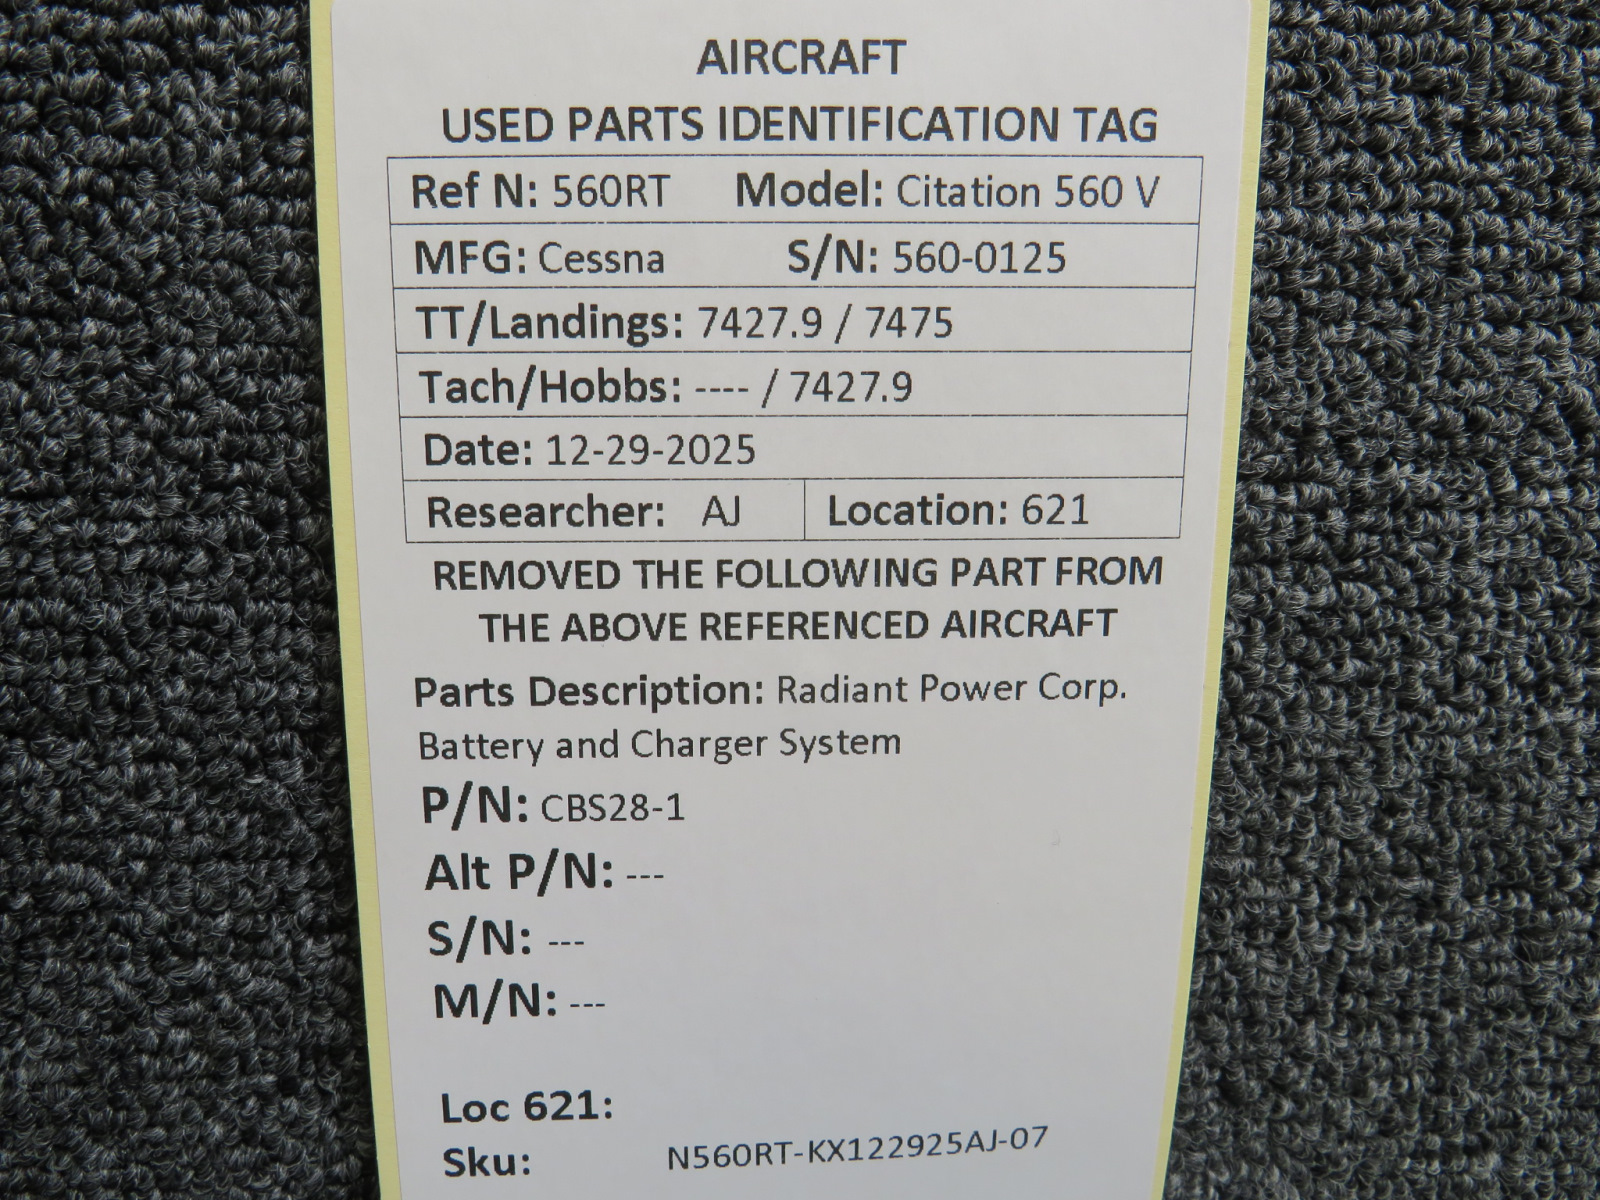 AIRCRAFT
USED PARTS IDENTIFICATION TAG
Ref N: 560RT Model: Citation 560 V
MFG: Cessna S/N: 560-0125
TT/Landings: 7427.9 / 7475
Tach/Hobbs: ---- / 7427.9
Date: 12-29-2025
Researcher: AJ Location: 621
REMOVED THE FOLLOWING PART FROM
THE ABOVE REFERENCED AIRCRAFT
Parts Description: Radiant Power Corp.
Battery and Charger System
P/N: CBS28-1
Alt P/N: ---
S/N: ---
M/N: ---
Loc 621:
Sku: N560RT-KX122925AJ-07